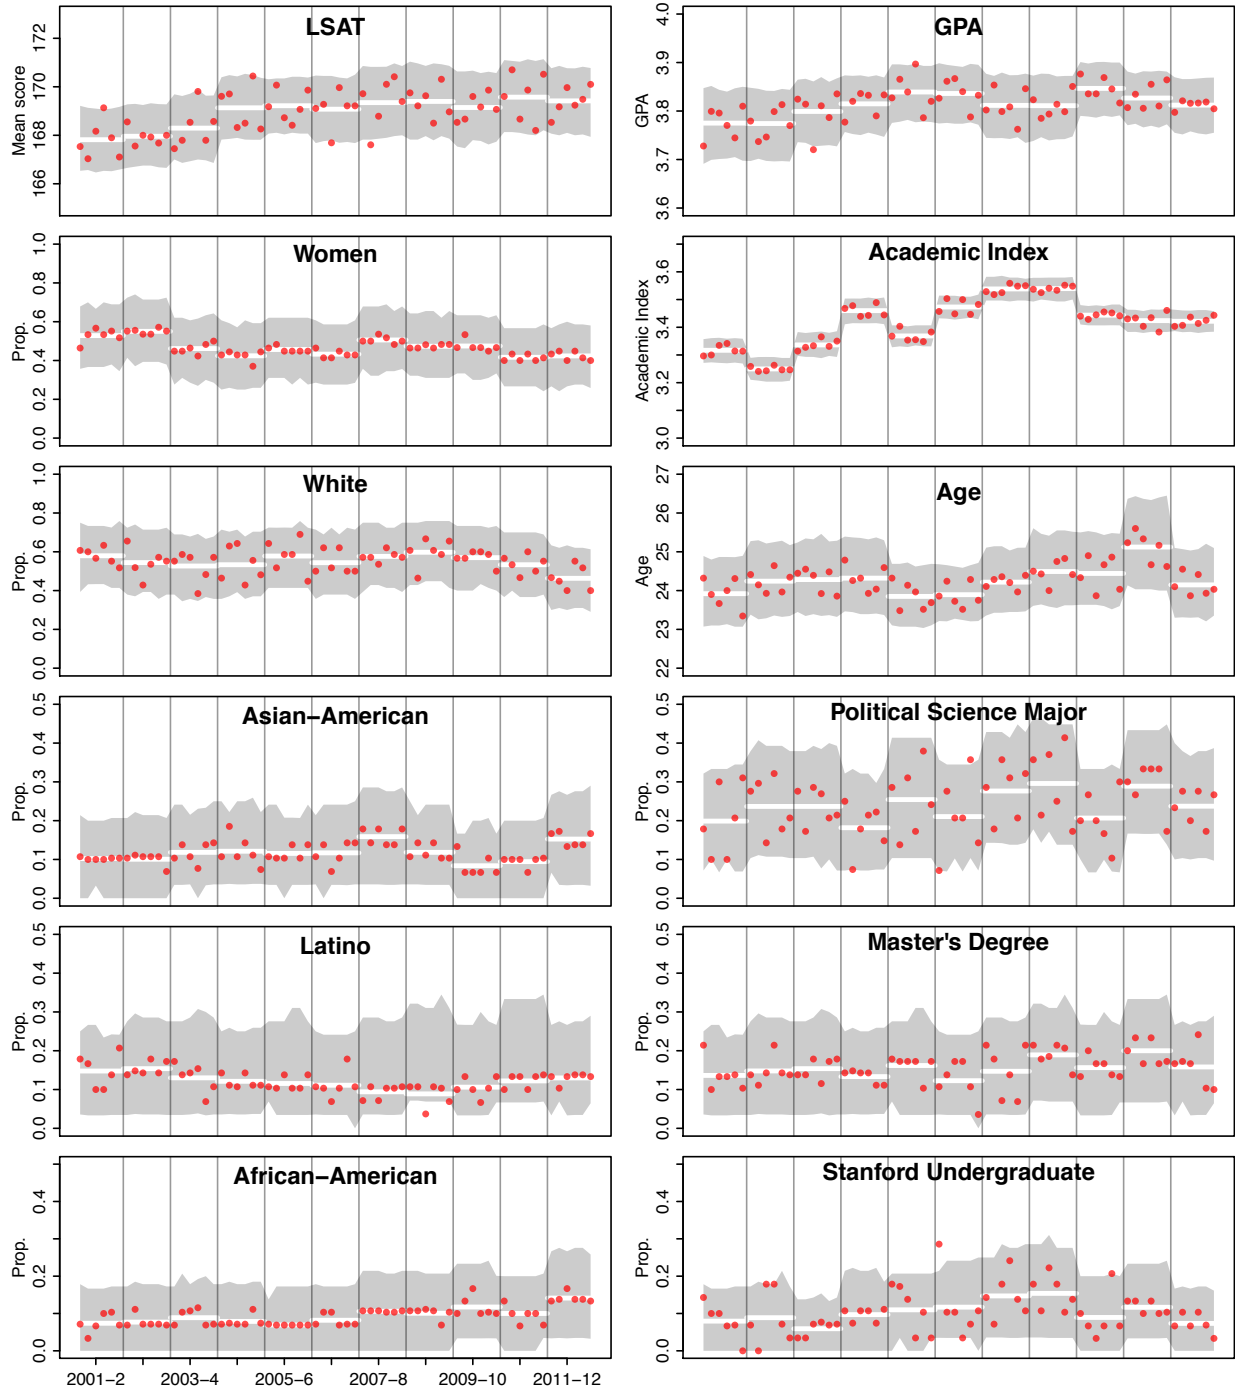 LSAT
Mean score
166 168 170 172
GPA
GPA
3.6 3.7 3.8 3.9 4.0
Women
Prop.
0.0 0.2 0.4 0.6 0.8 1.0
Academic Index
Academic Index
3.0 3.2 3.4 3.6
White
Prop.
0.0 0.2 0.4 0.6 0.8 1.0
Age
Age
22 23 24 25 26 27
Asian−American
Prop.
0.0 0.1 0.2 0.3 0.4 0.5
Political Science Major
Prop.
0.0 0.1 0.2 0.3 0.4 0.5
Latino
Prop.
0.0 0.1 0.2 0.3 0.4 0.5
Master's Degree
Prop.
0.0 0.1 0.2 0.3 0.4 0.5
African−American
Prop.
0.0 0.2 0.4
2001−2 2003−4 2005−6 2007−8 2009−10 2011−12
Stanford Undergraduate
Prop.
0.0 0.2 0.4